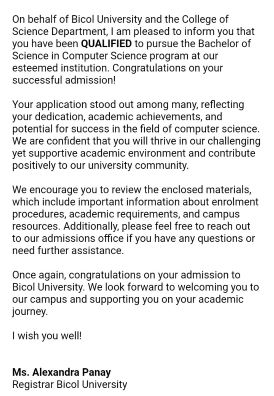 On behalf of Bicol University and the College of
Science Department, I am pleased to inform you that
you have been QUALIFIED to pursue the Bachelor of
Science in Computer Science program at our
esteemed institution. Congratulations on your
successful admission!
Your application stood out among many, reflecting
your dedication, academic achievements, and
potential for success in the field of computer science.
We are confident that you will thrive in our challenging
yet supportive academic environment and contribute
positively to our university community.
We encourage you to review the enclosed materials,
which include important information about enrolment
procedures, academic requirements, and campus
resources. Additionally, please feel free to reach out
to our admissions office if you have any questions or
need further assistance.
Once again, congratulations on your admission to
Bicol University. We look forward to welcoming you to
our campus and supporting you on your academic
journey.
I wish you well!
Ms. Alexandra Panay
Registrar Bicol University